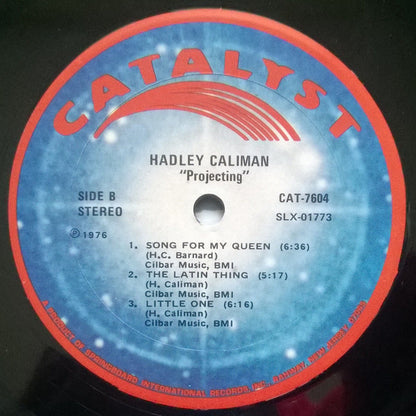 CATALYST
HADLEY CALIMAN
"Projecting"
SIDE B
STEREO
CAT-7604
SLX-01773
℗ 1976
1. SONG FOR MY QUEEN (6:36)
(H.C. Barnard)
Cilbar Music, BMI
2. THE LATIN THING (5:17)
(H. Caliman)
Cilbar Music, BMI
3. LITTLE ONE (6:16)
(H. Caliman)
Cilbar Music, BMI
A PRODUCT OF SPRINGBOARD INTERNATIONAL RECORDS, INC., RAHWAY, NEW JERSEY 07065